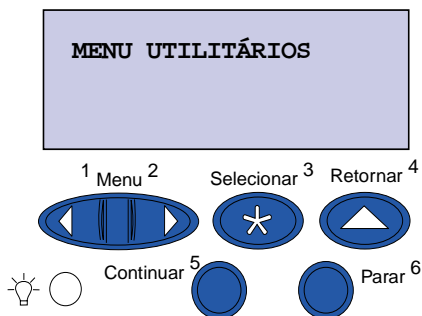 MENU UTILITÁRIOS
1 Menu 2
Selecionar 3
Retornar 4
Continuar 5
Parar 6